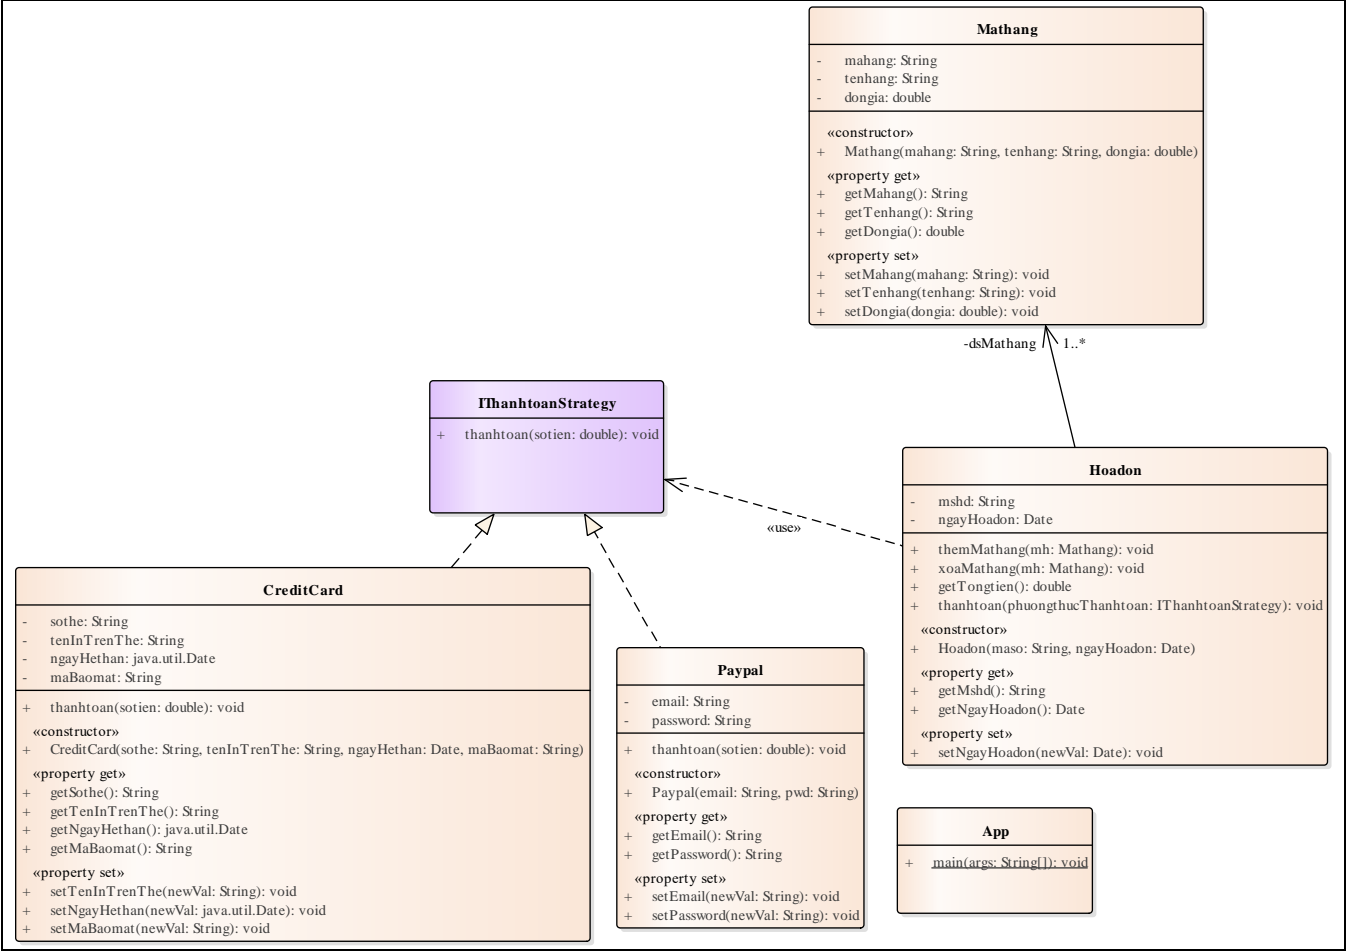 Mathang
- mahang: String
- tenhang: String
- dongia: double
«constructor»
+ Mathang(mahang: String, tenhang: String, dongia: double)
«property get»
+ getMahang(): String
+ getTenhang(): String
+ getDongia(): double
«property set»
+ setMahang(mahang: String): void
+ setTenhang(tenhang: String): void
+ setDongia(dongia: double): void
-dsMathang 1..*
IThanhtoanStrategy
+ thanhtoan(sotien: double): void
«use»
Hoadon
- mshd: String
- ngayHoadon: Date
+ themMathang(mh: Mathang): void
+ xoaMathang(mh: Mathang): void
+ getTongtien(): double
+ thanhtoan(phuongthucThanhtoan: IThanhtoanStrategy): void
«constructor»
+ Hoadon(maso: String, ngayHoadon: Date)
«property get»
+ getMshd(): String
+ getNgayHoadon(): Date
«property set»
+ setNgayHoadon(newVal: Date): void
CreditCard
- sothe: String
- tenInTrenThe: String
- ngayHethan: java.util.Date
- maBaomat: String
+ thanhtoan(sotien: double): void
«constructor»
+ CreditCard(sothe: String, tenInTrenThe: String, ngayHethan: Date, maBaomat: String)
«property get»
+ getSothe(): String
+ getTenInTrenThe(): String
+ getNgayHethan(): java.util.Date
+ getMaBaomat(): String
«property set»
+ setTenInTrenThe(newVal: String): void
+ setNgayHethan(newVal: java.util.Date): void
+ setMaBaomat(newVal: String): void
Paypal
- email: String
- password: String
+ thanhtoan(sotien: double): void
«constructor»
+ Paypal(email: String, pwd: String)
«property get»
+ getEmail(): String
+ getPassword(): String
«property set»
+ setEmail(newVal: String): void
+ setPassword(newVal: String): void
App
+ main(args: String[]): void